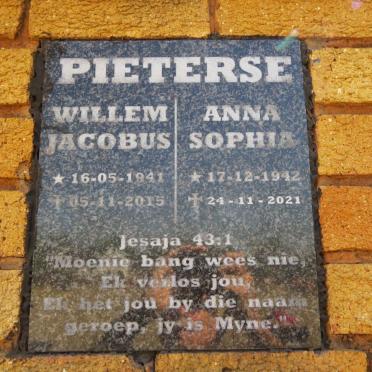 PIETERSE
WILLEM JACOBUS
★ 16-05-1941
✝ 05-11-2015
ANNA SOPHIA
★ 17-12-1942
✝ 24-11-2021
Jesaja 43:1
"Moenie bang wees nie,
Ek verlos jou,
Ek het jou by die naam
geroep, jy is Myne."